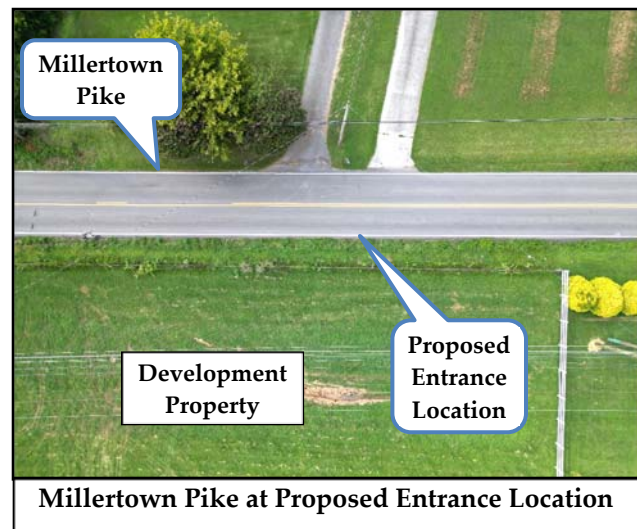 Millertown
Pike
Proposed
Entrance
Location
Development
Property
Millertown Pike at Proposed Entrance Location